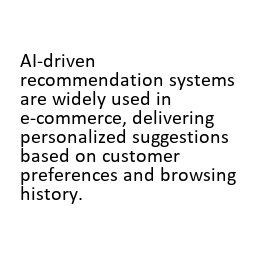 AI-driven
recommendation systems
are widely used in
e-commerce, delivering
personalized suggestions
based on customer
preferences and browsing
history.